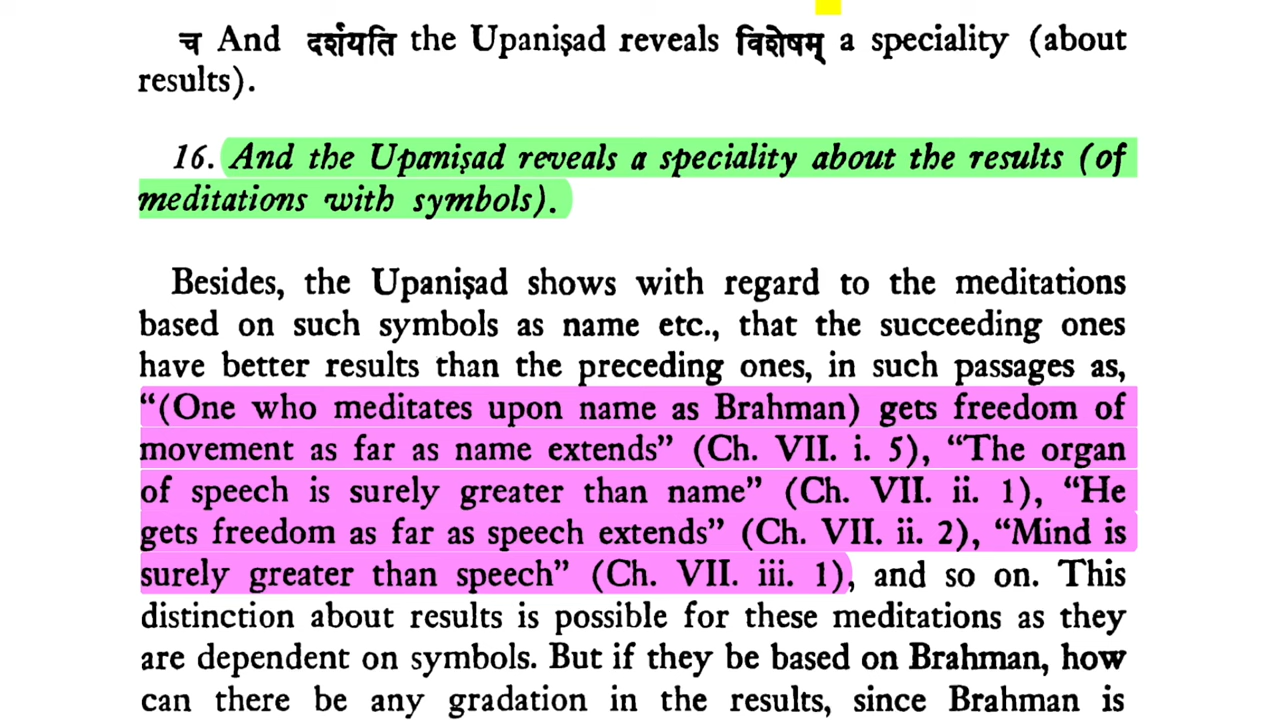 च And दर्शयति the Upaniṣad reveals विशेषम् a speciality (about
results).
16. And the Upaniṣad reveals a speciality about the results (of
meditations with symbols).
Besides, the Upaniṣad shows with regard to the meditations
based on such symbols as name etc., that the succeeding ones
have better results than the preceding ones, in such passages as,
“(One who meditates upon name as Brahman) gets freedom of
movement as far as name extends” (Ch. VII. i. 5), “The organ
of speech is surely greater than name” (Ch. VII. ii. 1), “He
gets freedom as far as speech extends” (Ch. VII. ii. 2), “Mind is
surely greater than speech” (Ch. VII. iii. 1), and so on. This
distinction about results is possible for these meditations as they
are dependent on symbols. But if they be based on Brahman, how
can there be any gradation in the results, since Brahman is